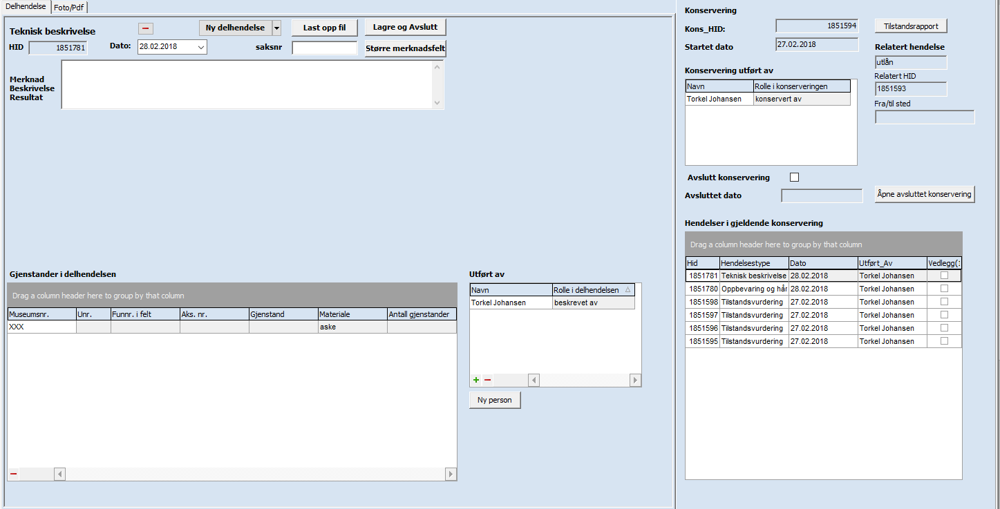 Delhendelse Foto/Pdf
Teknisk beskrivelse Ny delhendelse Last opp fil Lagre og Avslutt
HID 1851781 Dato: 28.02.2018 saksnr Større merknadsfelt
Merknad
Beskrivelse
Resultat
Gjenstander i delhendelsen
Drag a column header here to group by that column
Museumsnr. Unr. Funnr. i felt Aks. nr. Gjenstand Materiale Antall gjenstander
XXX aske
Utført av
Navn Rolle i delhendelsen
Torkel Johansen beskrevet av
Ny person
Konservering
Kons_HID: 1851594 Tilstandsrapport
Startet dato 27.02.2018 Relatert hendelse
utlån
Relatert HID
1851593
Fra/til sted
Konservering utført av
Navn Rolle i konserveringen
Torkel Johansen konservert av
Avslutt konservering
Avsluttet dato Åpne avsluttet konservering
Hendelser i gjeldende konservering
Drag a column header here to group by that column
Hid Hendelsestype Dato Utført_Av Vedlegg(:
1851781 Teknisk beskrivelse 28.02.2018 Torkel Johansen
1851780 Oppbevaring og hår 28.02.2018 Torkel Johansen
1851598 Tilstandsvurdering 27.02.2018 Torkel Johansen
1851597 Tilstandsvurdering 27.02.2018 Torkel Johansen
1851596 Tilstandsvurdering 27.02.2018 Torkel Johansen
1851595 Tilstandsvurdering 27.02.2018 Torkel Johansen